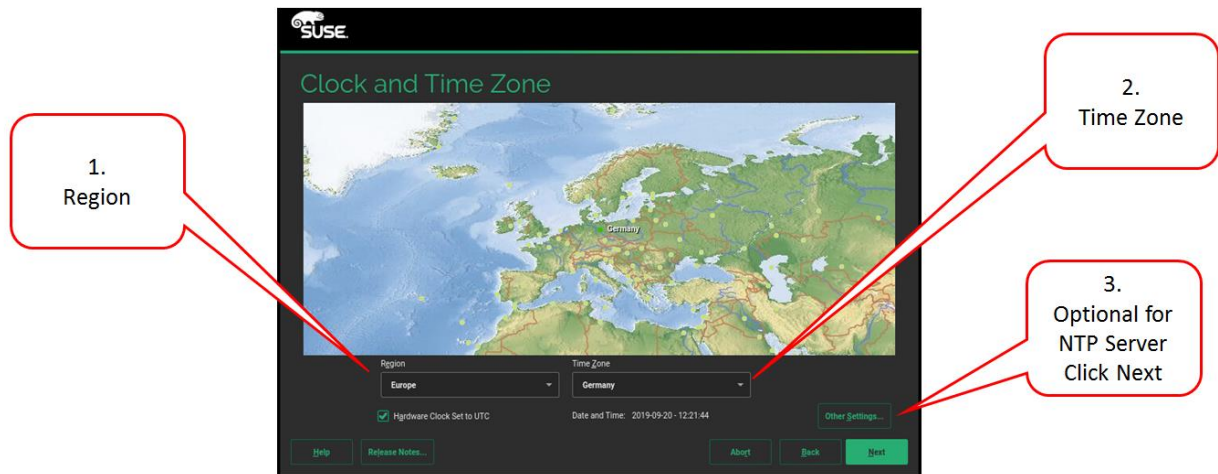 SUSE.
Clock and Time Zone
1.
Region
2.
Time Zone
Germany
3.
Optional for
NTP Server
Click Next
Region
Time Zone
Europe
Germany
Hardware Clock Set to UTC
Date and Time: 2019-09-20 - 12:21:44
Other Settings...
Help
Release Notes...
Abort
Back
Next